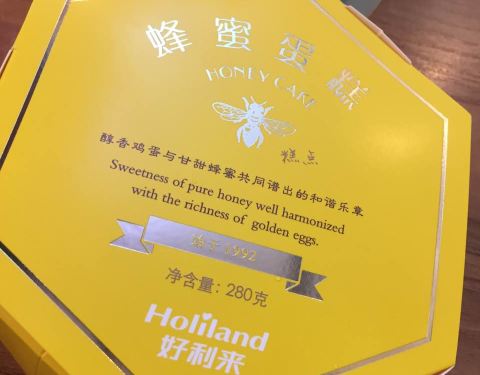 蜂蜜蛋糕
HONEY CAKE
糕点
醇香鸡蛋与甘甜蜂蜜共同谱出的和谐乐章
Sweetness of pure honey well harmonized
with the richness of golden eggs.
始于1992
净含量：280克
Holiland
好利来